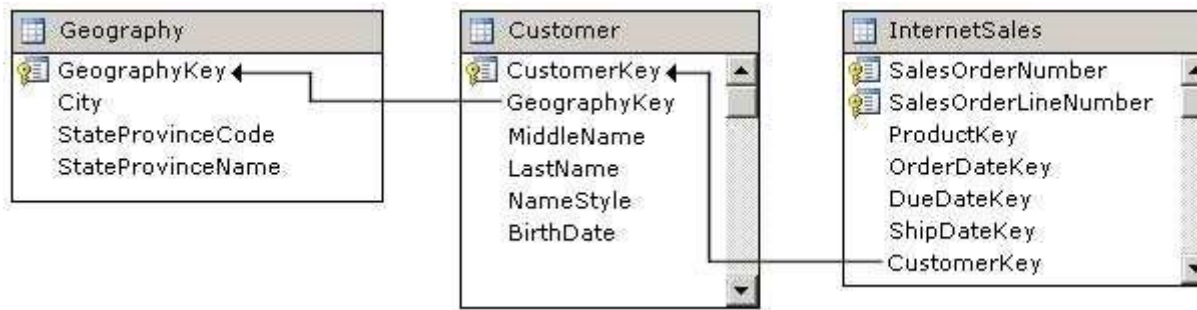 Geography
GeographyKey
City
StateProvinceCode
StateProvinceName
Customer
CustomerKey
GeographyKey
MiddleName
LastName
NameStyle
BirthDate
InternetSales
SalesOrderNumber
SalesOrderLineNumber
ProductKey
OrderDateKey
DueDateKey
ShipDateKey
CustomerKey